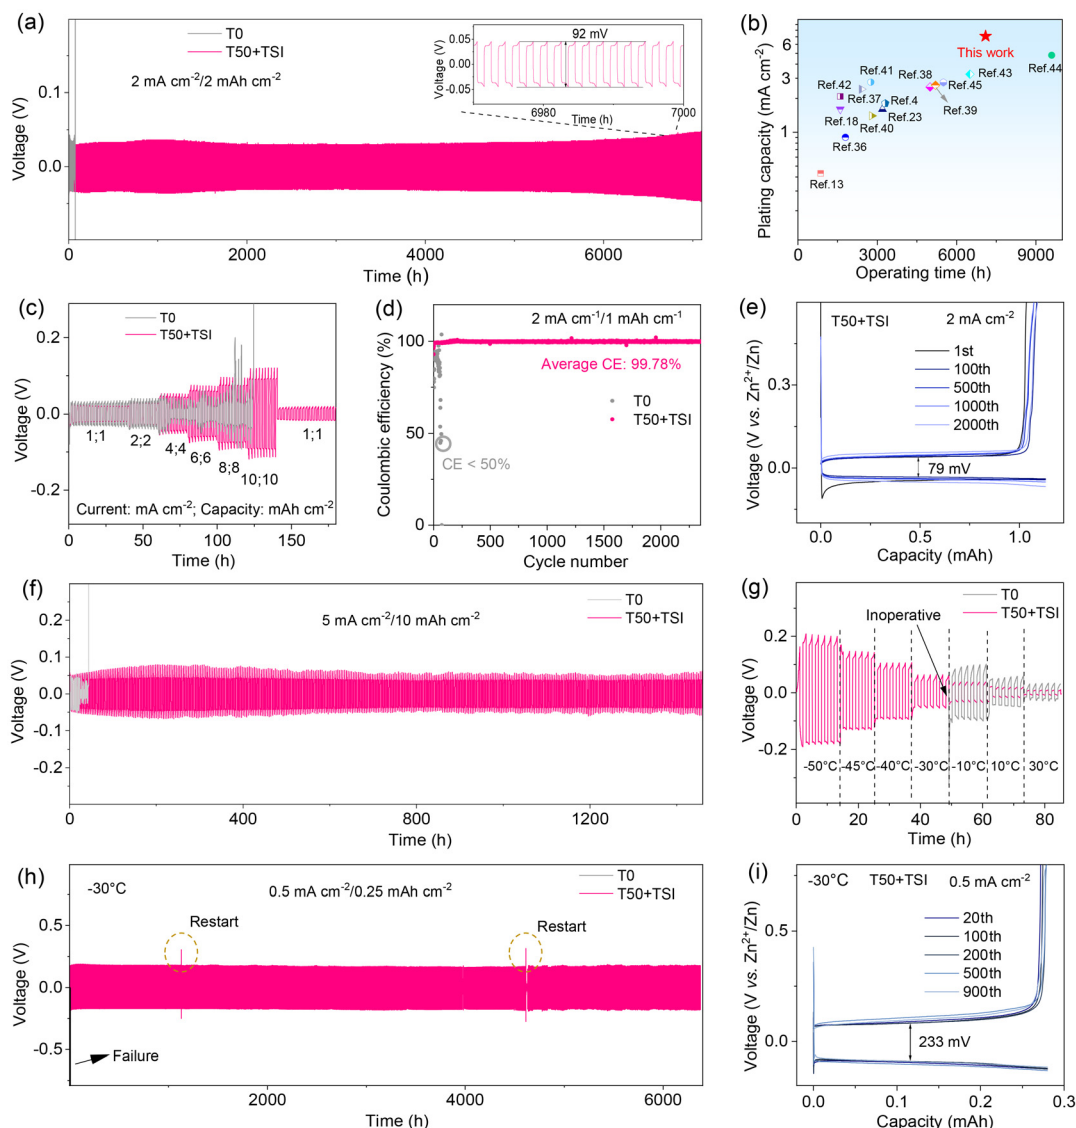 (a)
T0
T50+TSI
2 mA cm⁻²/2 mAh cm⁻²
0.1
0.0
-0.1
Voltage (V)
0 2000 4000 6000
Time (h)
92 mV
0.05
0.00
-0.05
Voltage (V)
6980 7000
Time (h)
(b)
6
3
1
Plating capacity (mA cm⁻²)
This work
Ref.44
Ref.43
Ref.45
Ref.38
Ref.39
Ref.41
Ref.42
Ref.37
Ref.4
Ref.23
Ref.18
Ref.40
Ref.36
Ref.13
0 3000 6000 9000
Operating time (h)
(c)
T0
T50+TSI
0.2
0.0
-0.2
Voltage (V)
1;1
2;2
4;4
6;6
8;8
10;10
1;1
Current: mA cm⁻²; Capacity: mAh cm⁻²
0 50 100 150
Time (h)
(d)
2 mA cm⁻¹/1 mAh cm⁻¹
Average CE: 99.78%
T0
T50+TSI
CE < 50%
100
50
0
Coulombic efficiency (%)
0 500 1000 1500 2000
Cycle number
(e)
T50+TSI 2 mA cm⁻²
1st
100th
500th
1000th
2000th
79 mV
0.3
0.0
Voltage (V vs. Zn²⁺/Zn)
0.0 0.5 1.0
Capacity (mAh)
(f)
T0
T50+TSI
5 mA cm⁻²/10 mAh cm⁻²
0.2
0.1
0.0
-0.1
-0.2
Voltage (V)
0 400 800 1200
Time (h)
(g)
T0
T50+TSI
Inoperative
0.2
0.0
-0.2
Voltage (V)
-50°C -45°C -40°C -30°C -10°C 10°C 30°C
0 20 40 60 80
Time (h)
(h)
-30°C
0.5 mA cm⁻²/0.25 mAh cm⁻²
T0
T50+TSI
Restart
Restart
Failure
0.5
0.0
-0.5
Voltage (V)
2000 4000 6000
Time (h)
(i)
-30°C T50+TSI 0.5 mA cm⁻²
20th
100th
200th
500th
900th
233 mV
0.5
0.0
Voltage (V vs. Zn²⁺/Zn)
0.0 0.1 0.2 0.3
Capacity (mAh)